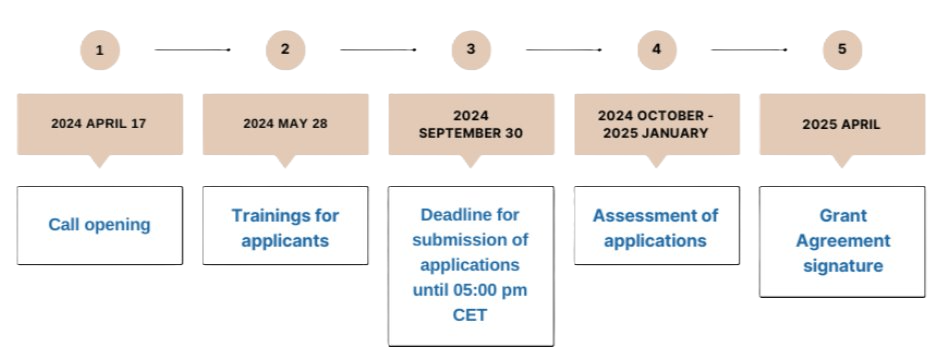 1
2
3
4
5
2024 APRIL 17
2024 MAY 28
2024
SEPTEMBER 30
2024 OCTOBER -
2025 JANUARY
2025 APRIL
Call opening
Trainings for
applicants
Deadline for
submission of
applications
until 05:00 pm
CET
Assessment of
applications
Grant
Agreement
signature